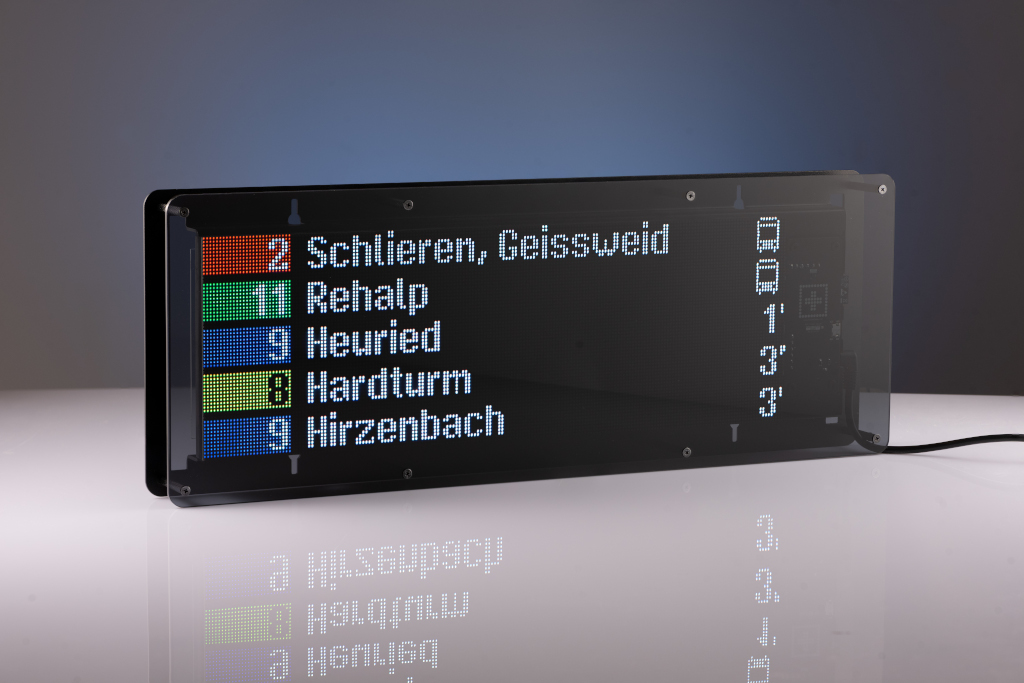 2 Schlieren, Geissweid
11 Rehalp
9 Heuried 1'
8 Hardturm 3'
9 Hirzenbach 3'